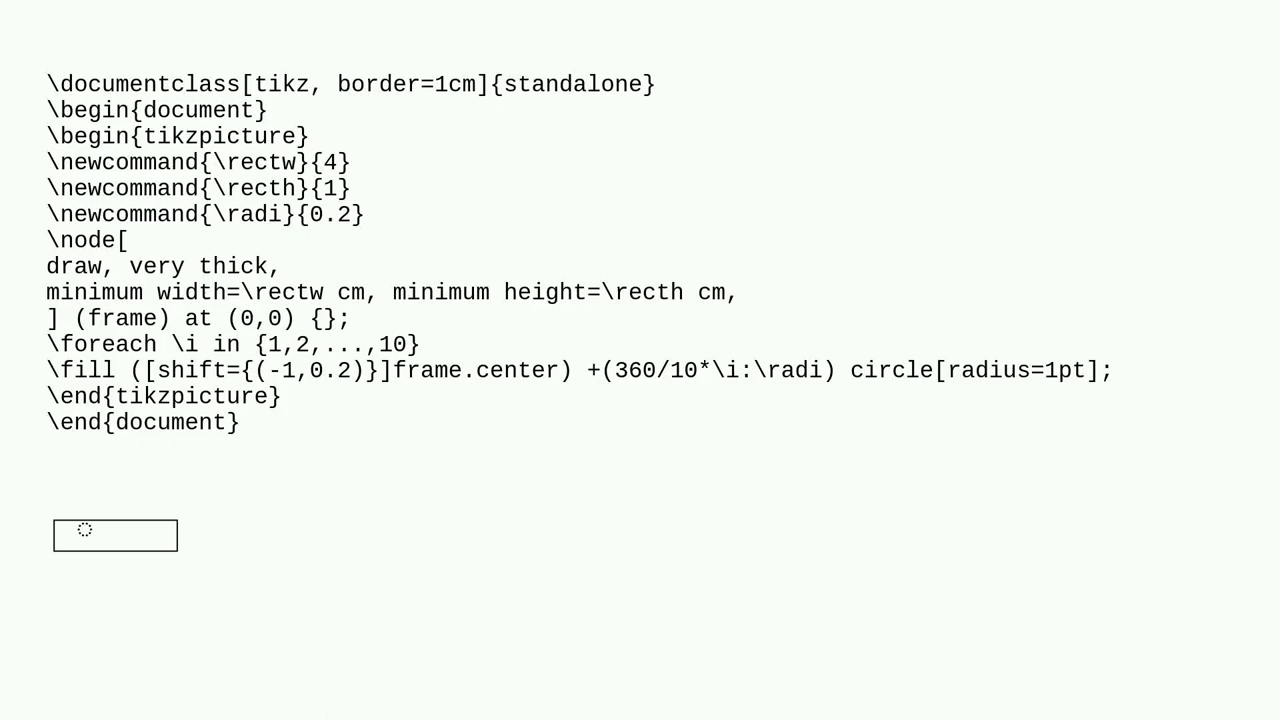 \documentclass[tikz, border=1cm]{standalone}
\begin{document}
\begin{tikzpicture}
\newcommand{\rectw}{4}
\newcommand{\recth}{1}
\newcommand{\radi}{0.2}
\node[
draw, very thick,
minimum width=\rectw cm, minimum height=\recth cm,
] (frame) at (0,0) {};
\foreach \i in {1,2,...,10}
\fill ([shift={(-1,0.2)}]frame.center) +(360/10*\i:\radi) circle[radius=1pt];
\end{tikzpicture}
\end{document}